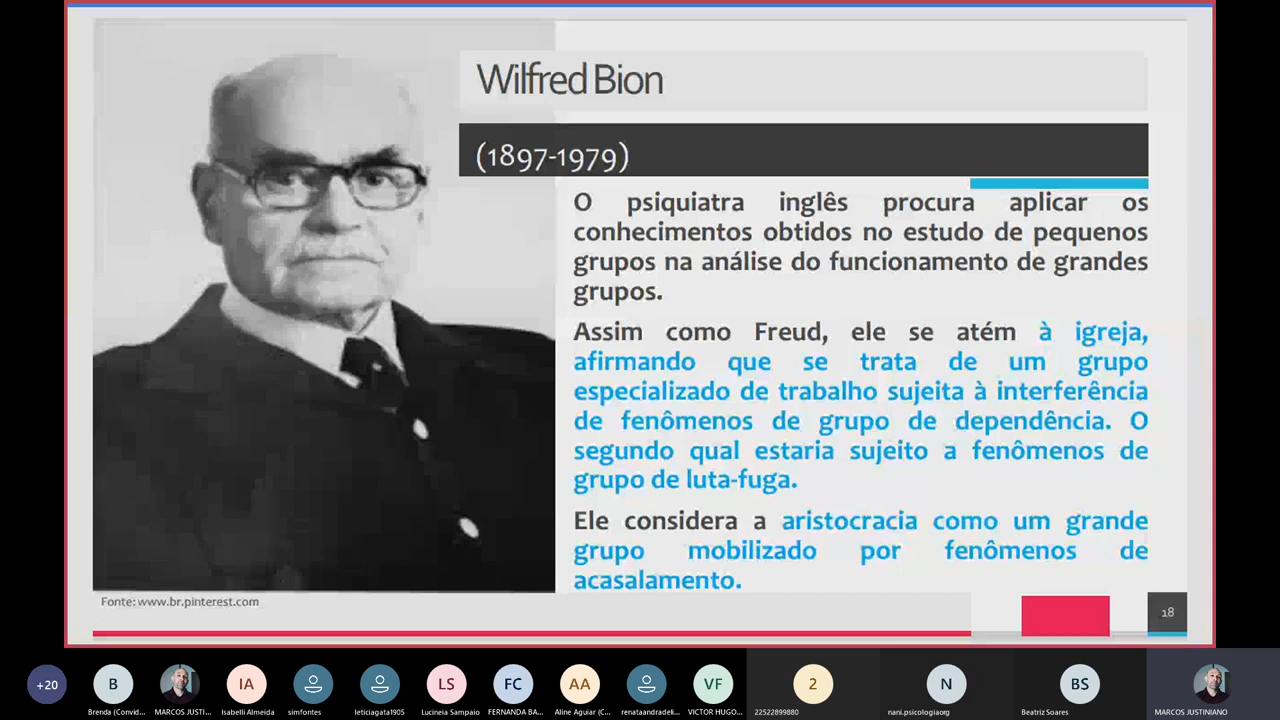 Wilfred Bion
(1897-1979)
O psiquiatra inglês procura aplicar os
conhecimentos obtidos no estudo de pequenos
grupos na análise do funcionamento de grandes
grupos.
Assim como Freud, ele se atém à igreja,
afirmando que se trata de um grupo
especializado de trabalho sujeita à interferência
de fenômenos de grupo de dependência. O
segundo qual estaria sujeito a fenômenos de
grupo de luta-fuga.
Ele considera a aristocracia como um grande
grupo mobilizado por fenômenos de
acasalamento.
Fonte: www.br.pinterest.com
18
+20
B
IA
LS
FC
AA
VF
2
N
BS
Brenda (Convid...
MARCOS JUSTI...
Isabelli Almeida
simfontes
leticiagata1905
Lucineia Sampaio
FERNANDA BA...
Aline Aguiar (C...
renataandradeli...
VICTOR HUGO...
22522899880
nani.psicologiaorg
Beatriz Soares
MARCOS JUSTINIANO